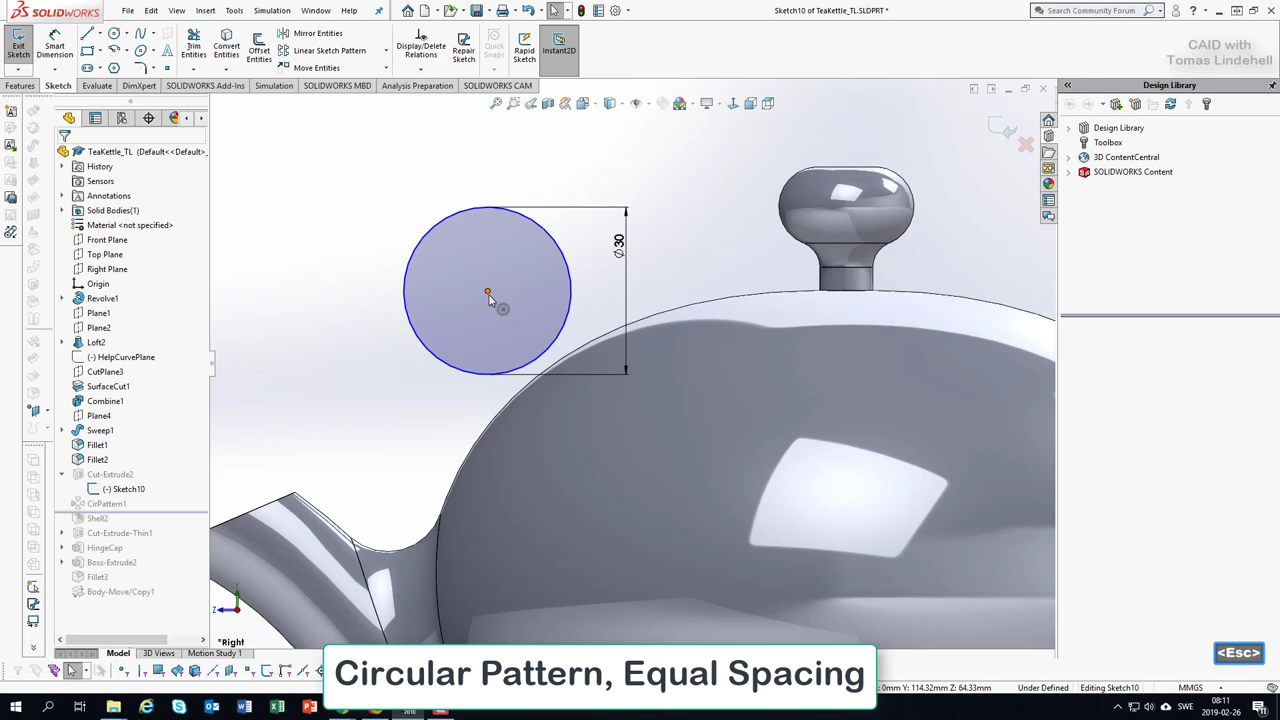 SOLIDWORKS
File
Edit
View
Insert
Tools
Simulation
Window
Help
Sketch10 of TeaKettle_TL.SLDPRT *
Search Community Forum
Exit
Sketch
Smart
Dimension
Trim
Entities
Convert
Entities
Offset
Entities
Mirror Entities
Linear Sketch Pattern
Move Entities
Display/Delete
Relations
Repair
Sketch
Quick
Snaps
Rapid
Sketch
Instant2D
CAID with
Tomas Lindehell
Features
Sketch
Evaluate
DimXpert
SOLIDWORKS Add-Ins
Simulation
SOLIDWORKS MBD
Analysis Preparation
SOLIDWORKS CAM
Design Library
Design Library
Toolbox
3D ContentCentral
SOLIDWORKS Content
TeaKettle_TL (Default<<Default>_
History
Sensors
Annotations
Solid Bodies(1)
Material <not specified>
Front Plane
Top Plane
Right Plane
Origin
Revolve1
Plane1
Plane2
Loft2
(-) HelpCurvePlane
CutPlane3
SurfaceCut1
Combine1
Plane4
Sweep1
Fillet1
Fillet2
Cut-Extrude2
(-) Sketch10
CirPattern1
Shell2
Cut-Extrude-Thin1
HingeCap
Boss-Extrude2
Fillet3
Body-Move/Copy1
∅30
Y
Z
*Right
Model
3D Views
Motion Study 1
Circular Pattern, Equal Spacing
<Esc>
0mm Y: 114.32mm Z: 64.33mm
Under Defined
Editing Sketch10
MMGS
SWE
08:11
2019-02-26